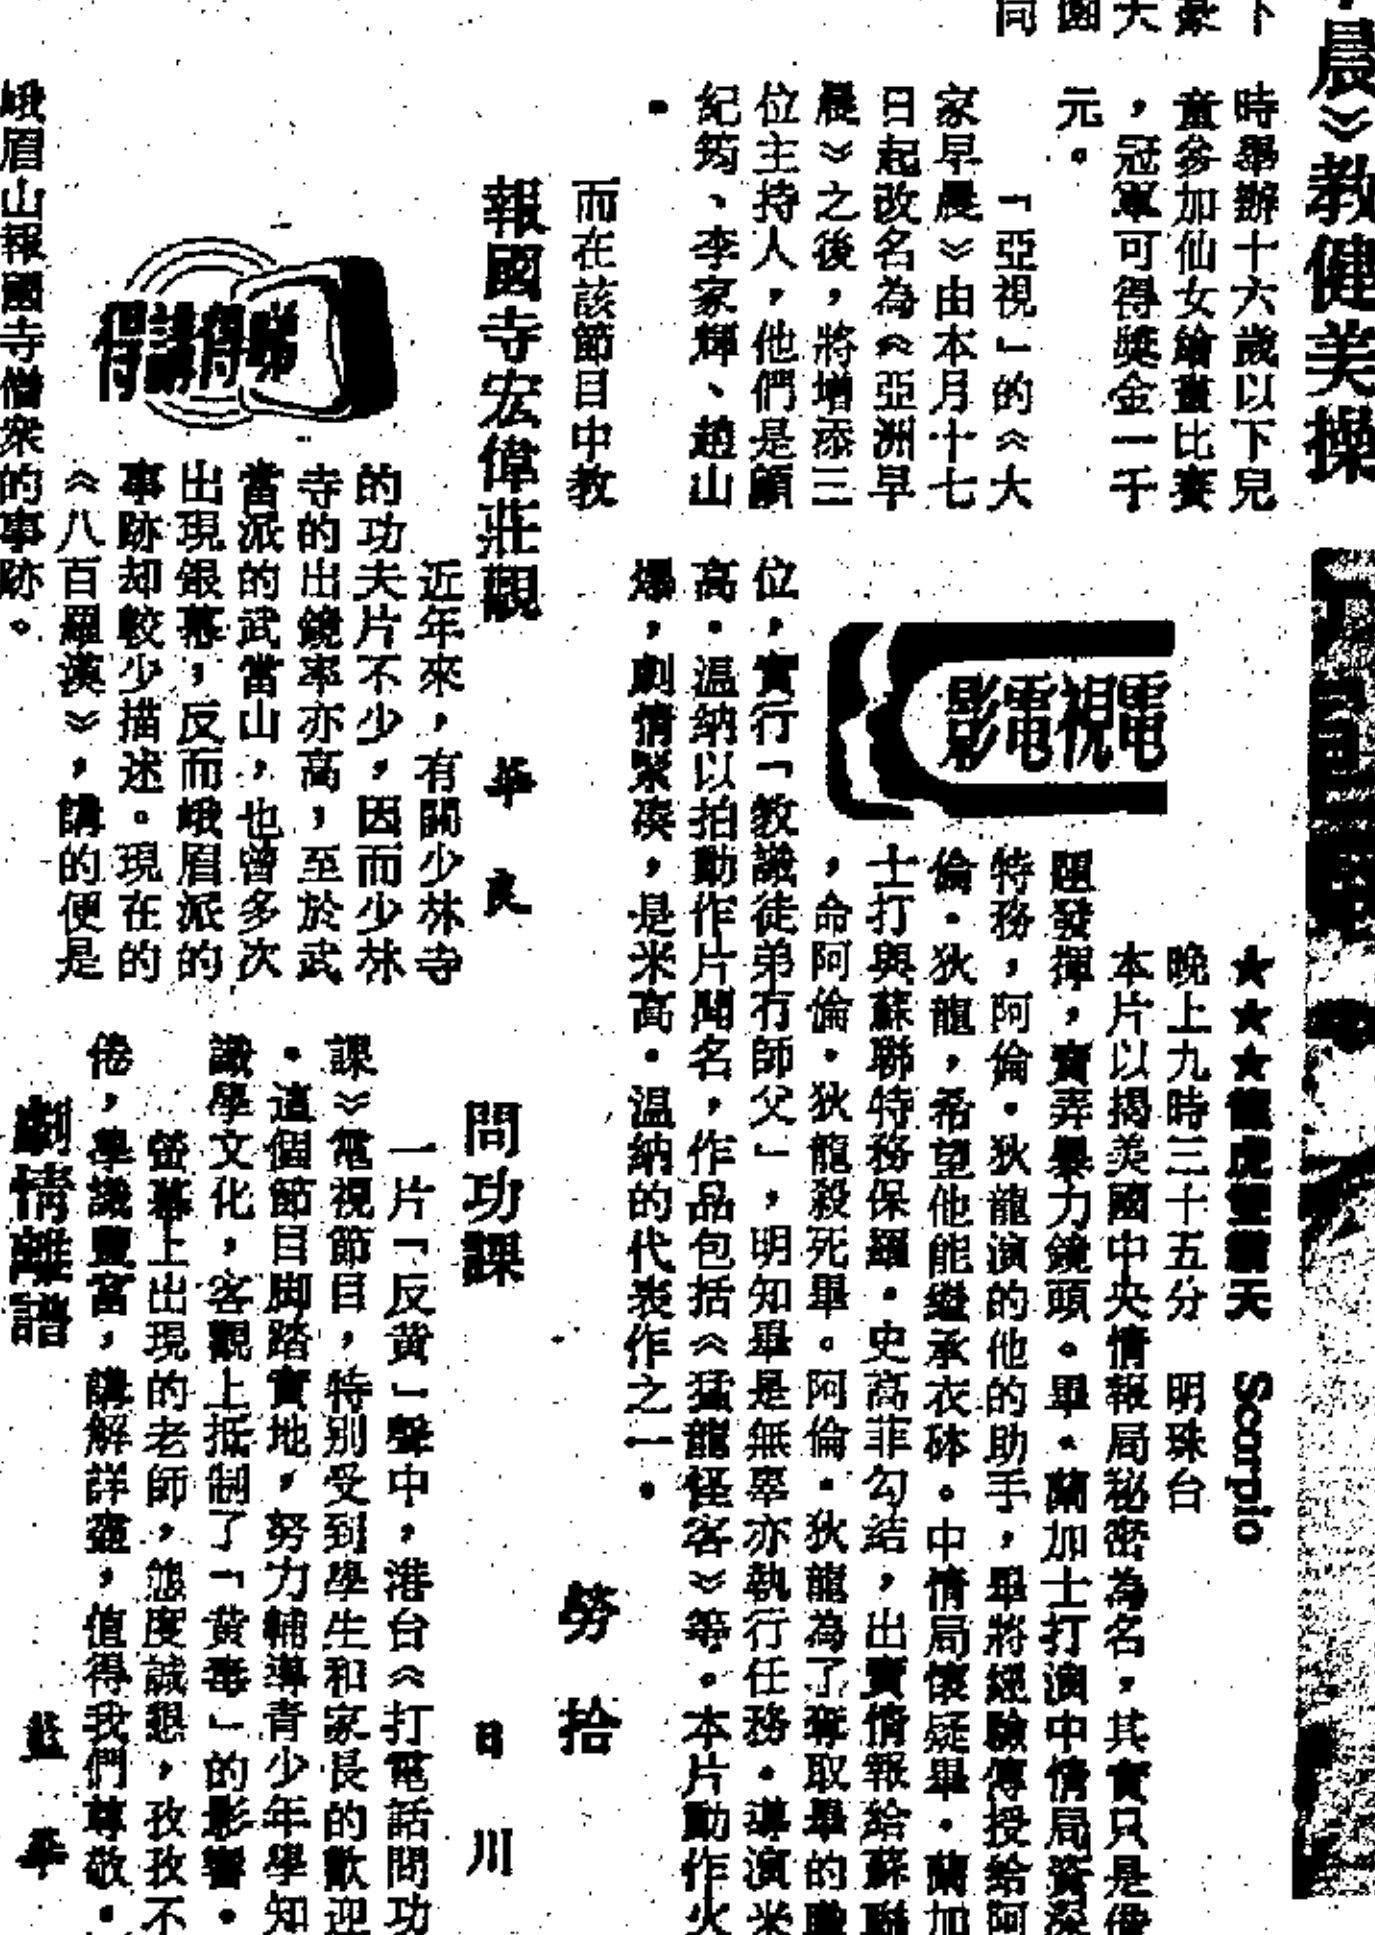 晨》教健美操
時舉辦十六歲以下兒
童參加仙女繪畫比賽
，冠軍可得獎金一千
元。
「亞視」的《大
家早晨》由本月十七
日起改名為《亞洲早
晨》之後，將增添三
位主持人，他們是顧
紀筠、李家輝、趙山
。
而在該節目中教
電視電影
★★★龍虎雙霸天 Scorpio
晚上九時三十五分 明珠台
本片以揭美國中央情報局秘密為名，其實只是借
題發揮，賣弄暴力鏡頭。畢·蘭加士打演中情局資深
特務，阿倫·狄龍演的他的助手，畢將經驗傳授給阿
倫·狄龍，希望他能繼承衣砵。中情局懷疑畢·蘭加
士打與蘇聯特務保羅·史高菲勾結，出賣情報給蘇聯
，命阿倫·狄龍殺死畢。阿倫·狄龍為了奪取畢的職
位，實行「教識徒弟冇師父」，明知畢是無辜亦執行任務。導演米
高·溫納以拍動作片聞名，作品包括《猛龍怪客》等。本片動作火
爆，劇情緊湊，是米高·溫納的代表作之一。
報國寺宏偉莊觀
華良
得講得睇
近年來，有關少林寺
的功夫片不少，因而少林
寺的出鏡率亦高，至於武
當派的武當山，也曾多次
出現銀幕，反而峨眉派的
事跡却較少描述。現在的
《八百羅漢》，講的便是
峨眉山報國寺僧衆的事跡。
勞拾
問功課
日川
一片「反黃」聲中，港台《打電話問功
課》電視節目，特別受到學生和家長的歡迎
。這個節目脚踏實地，努力輔導青少年學知
識學文化，客觀上抵制了「黃毒」的影響。
螢幕上出現的老師，態度誠懇，孜孜不
倦，學識豐富，講解詳盡，值得我們尊敬。
劇情離譜
藍華